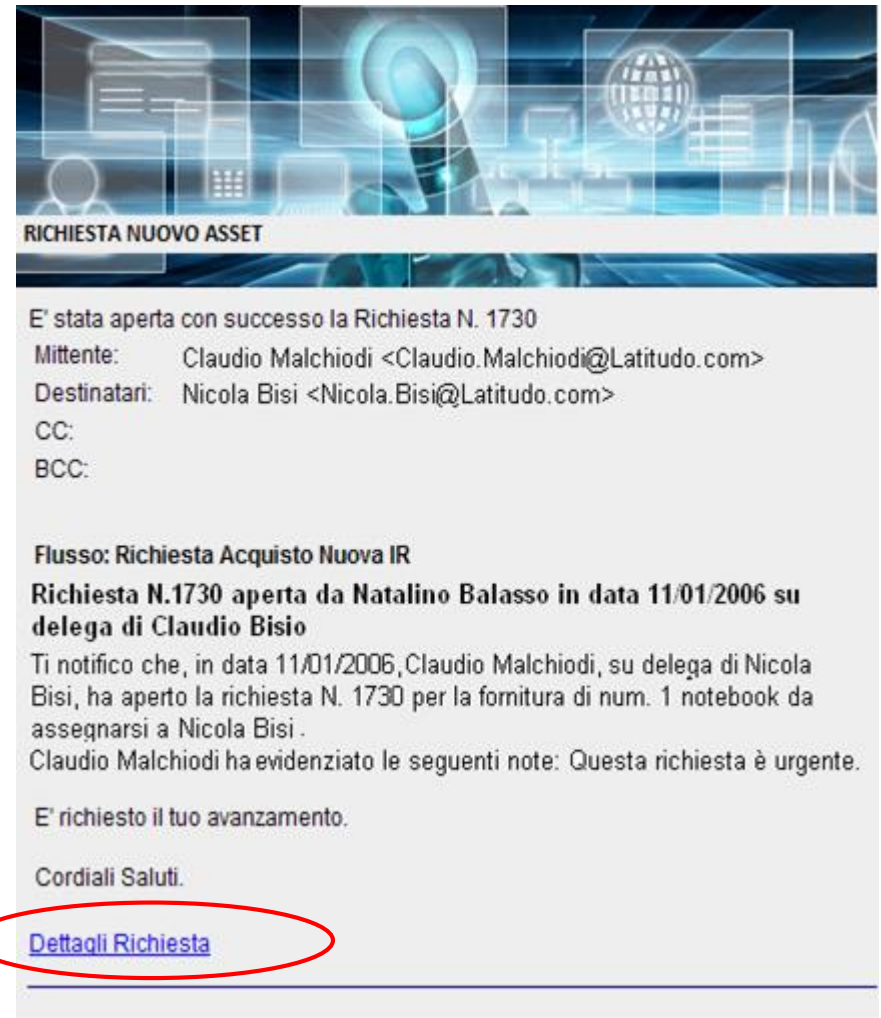 RICHIESTA NUOVO ASSET
E' stata aperta con successo la Richiesta N. 1730
Mittente: Claudio Malchiodi <Claudio.Malchiodi@Latitudo.com>
Destinatari: Nicola Bisi <Nicola.Bisi@Latitudo.com>
CC:
BCC:
Flusso: Richiesta Acquisto Nuova IR
Richiesta N.1730 aperta da Natalino Balasso in data 11/01/2006 su
delega di Claudio Bisio
Ti notifico che, in data 11/01/2006,Claudio Malchiodi, su delega di Nicola
Bisi, ha aperto la richiesta N. 1730 per la fornitura di num. 1 notebook da
assegnarsi a Nicola Bisi .
Claudio Malchiodi ha evidenziato le seguenti note: Questa richiesta è urgente.
E' richiesto il tuo avanzamento.
Cordiali Saluti.
Dettagli Richiesta